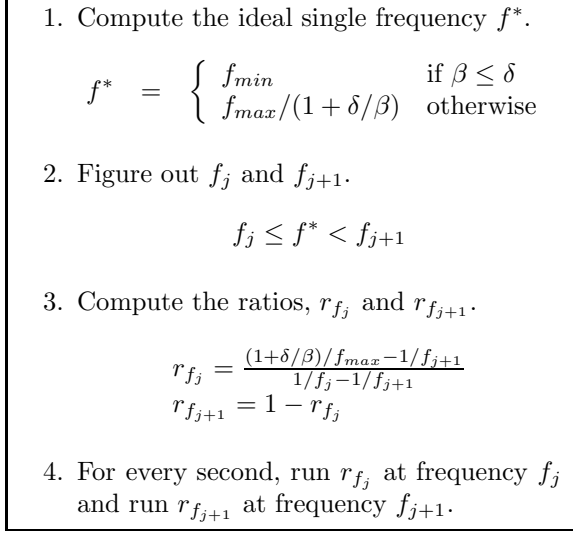 1. Compute the ideal single frequency f*.
f* = { f_min if β ≤ δ
f_max/(1 + δ/β) otherwise
2. Figure out f_j and f_{j+1}.
f_j ≤ f* < f_{j+1}
3. Compute the ratios, r_{f_j} and r_{f_{j+1}}.
r_{f_j} = \frac{(1+δ/β)/f_{max}−1/f_{j+1}}{1/f_j−1/f_{j+1}}
r_{f_{j+1}} = 1 − r_{f_j}
4. For every second, run r_{f_j} at frequency f_j
and run r_{f_{j+1}} at frequency f_{j+1}.